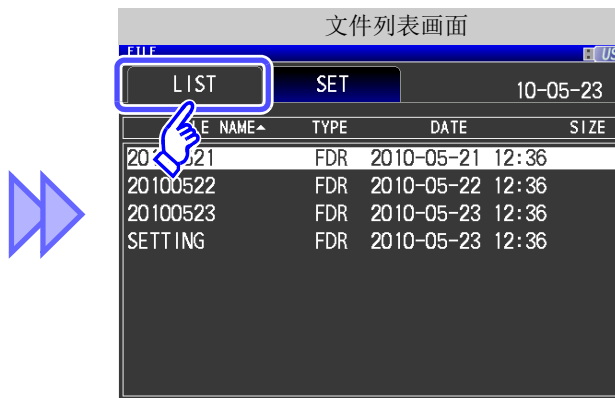 文件列表画面
FILE US
LIST SET 10-05-23
E NAME▲ TYPE DATE SIZE
20100521 FDR 2010-05-21 12:36
20100522 FDR 2010-05-22 12:36
20100523 FDR 2010-05-23 12:36
SETTING FDR 2010-05-23 12:36